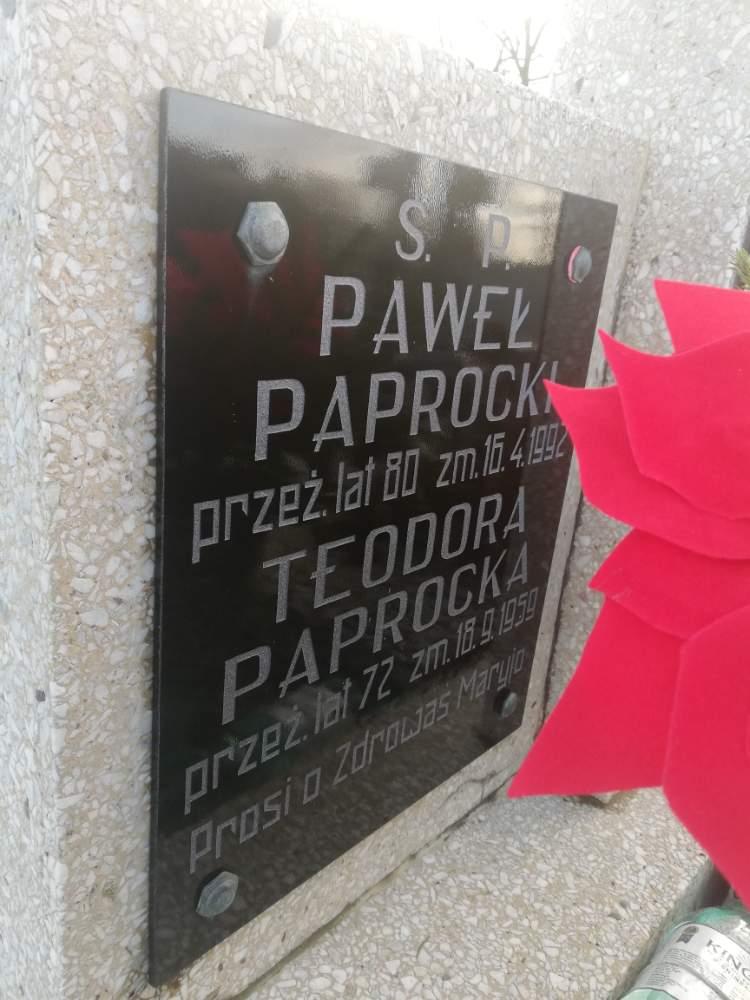 S. P.
PAWEŁ
PAPROCKI
przeż. lat 80 zm. 16. 4. 1992
TEODORA
PAPROCKA
przeż. lat 72 zm. 18. 9. 1959
Prosi o Zdrowaś Maryjo
KING